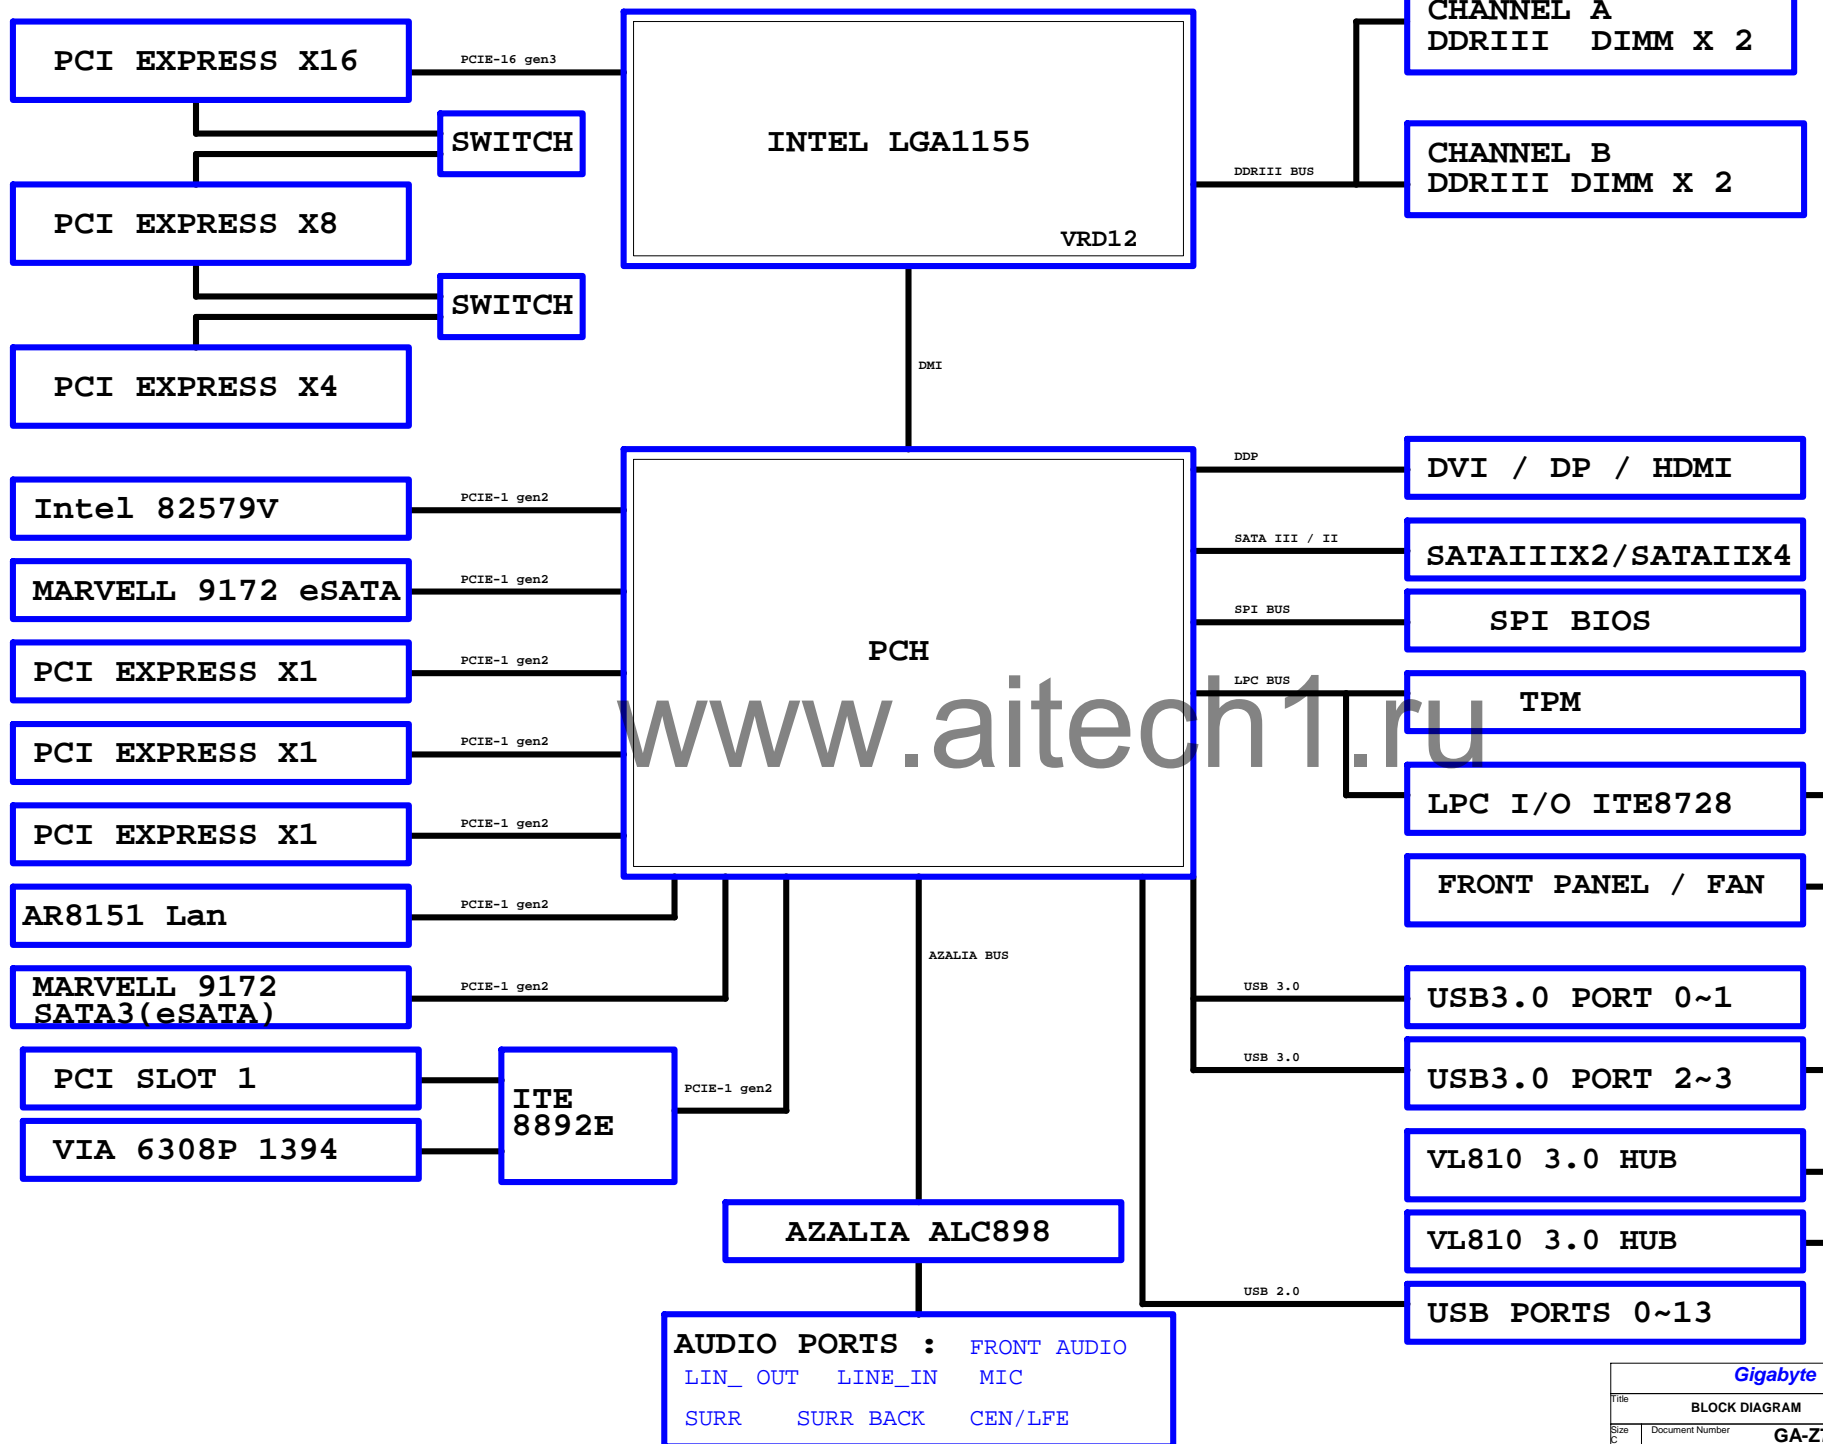 CHANNEL A
DDRIII DIMM X 2
PCI EXPRESS X16
PCIE-16 gen3
SWITCH
INTEL LGA1155
VRD12
DDRIII BUS
CHANNEL B
DDRIII DIMM X 2
PCI EXPRESS X8
SWITCH
PCI EXPRESS X4
DMI
Intel 82579V
PCIE-1 gen2
MARVELL 9172 eSATA
PCIE-1 gen2
PCI EXPRESS X1
PCIE-1 gen2
PCI EXPRESS X1
PCIE-1 gen2
PCI EXPRESS X1
PCIE-1 gen2
AR8151 Lan
PCIE-1 gen2
MARVELL 9172
SATA3(eSATA)
PCIE-1 gen2
PCI SLOT 1
VIA 6308P 1394
ITE
8892E
PCIE-1 gen2
PCH
www.aitech1.ru
DDP
DVI / DP / HDMI
SATA III / II
SATAIIIX2/SATAIIX4
SPI BUS
SPI BIOS
LPC BUS
TPM
LPC I/O ITE8728
FRONT PANEL / FAN
AZALIA BUS
USB 3.0
USB3.0 PORT 0~1
USB 3.0
USB3.0 PORT 2~3
VL810 3.0 HUB
VL810 3.0 HUB
USB 2.0
USB PORTS 0~13
AZALIA ALC898
AUDIO PORTS : FRONT AUDIO
LIN_ OUT LINE_IN MIC
SURR SURR BACK CEN/LFE
Gigabyte
Title
BLOCK DIAGRAM
Size
C
Document Number